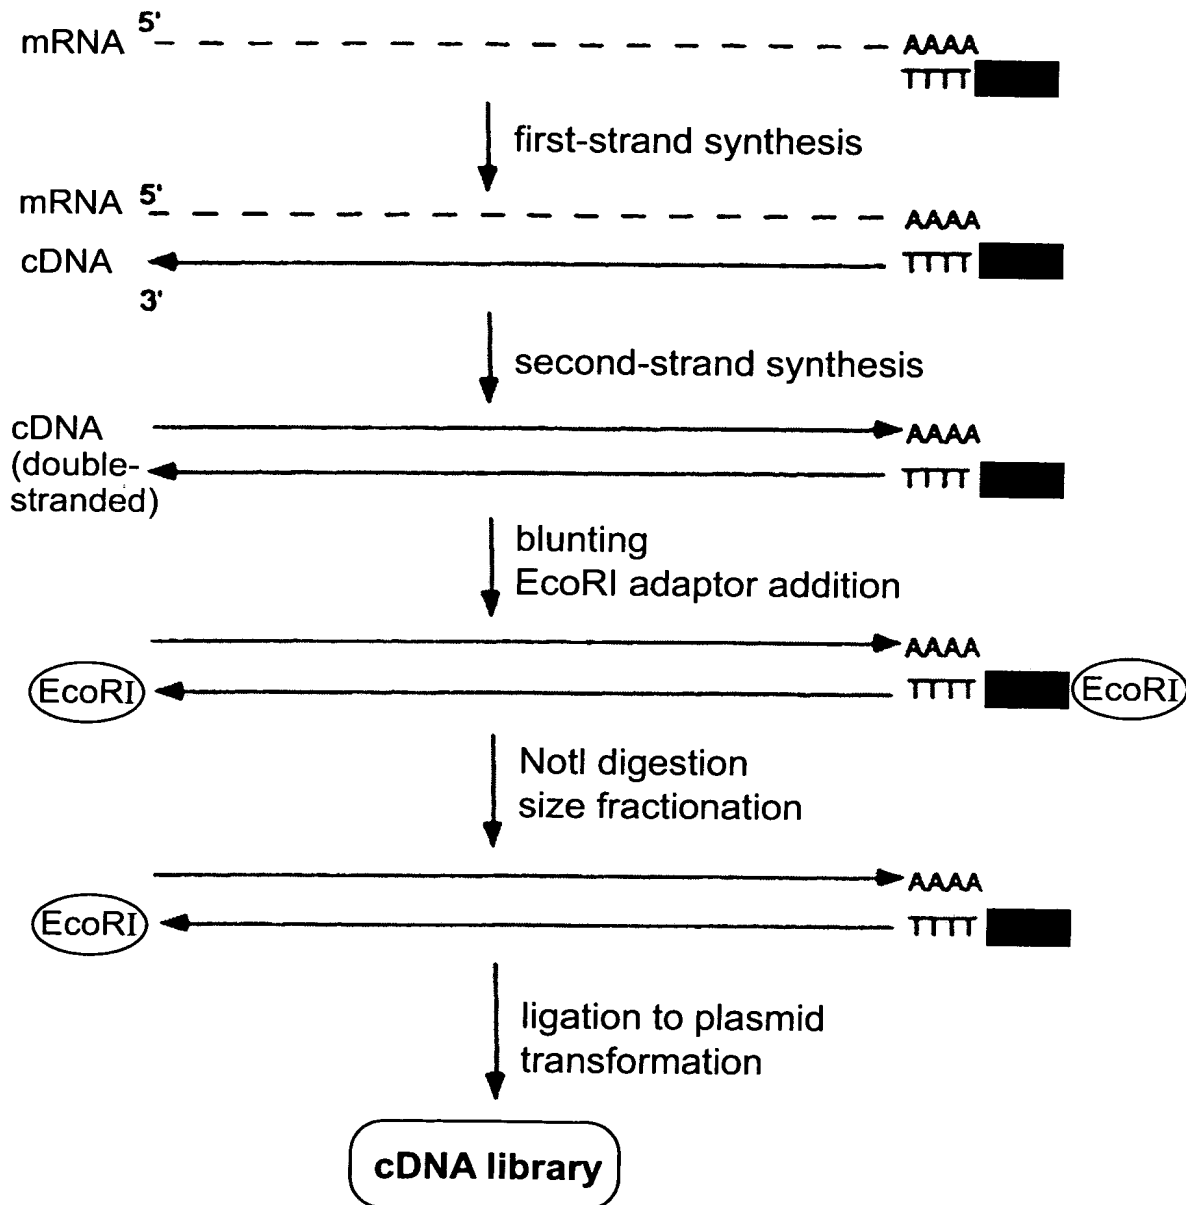 mRNA 5' AAAA
TTTT
first-strand synthesis
mRNA 5' AAAA
cDNA TTTT
3'
second-strand synthesis
cDNA AAAA
(double- TTTT
stranded)
blunting
EcoRI adaptor addition
AAAA
EcoRI TTTT EcoRI
NotI digestion
size fractionation
AAAA
EcoRI TTTT
ligation to plasmid
transformation
cDNA library